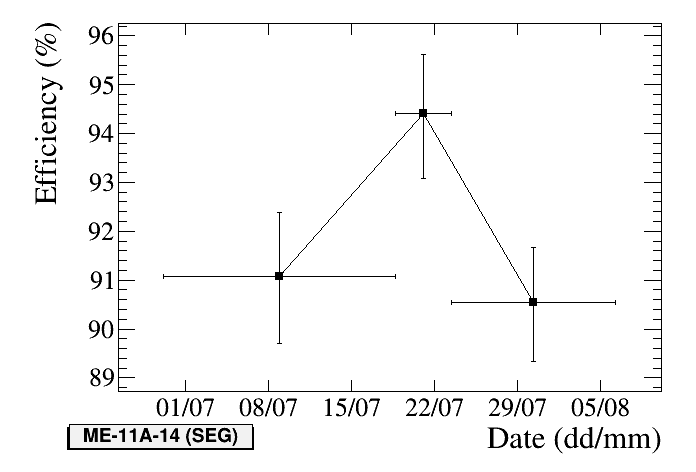 Efficiency (%)
96
95
94
93
92
91
90
89
01/07 08/07 15/07 22/07 29/07 05/08
ME-11A-14 (SEG)
Date (dd/mm)